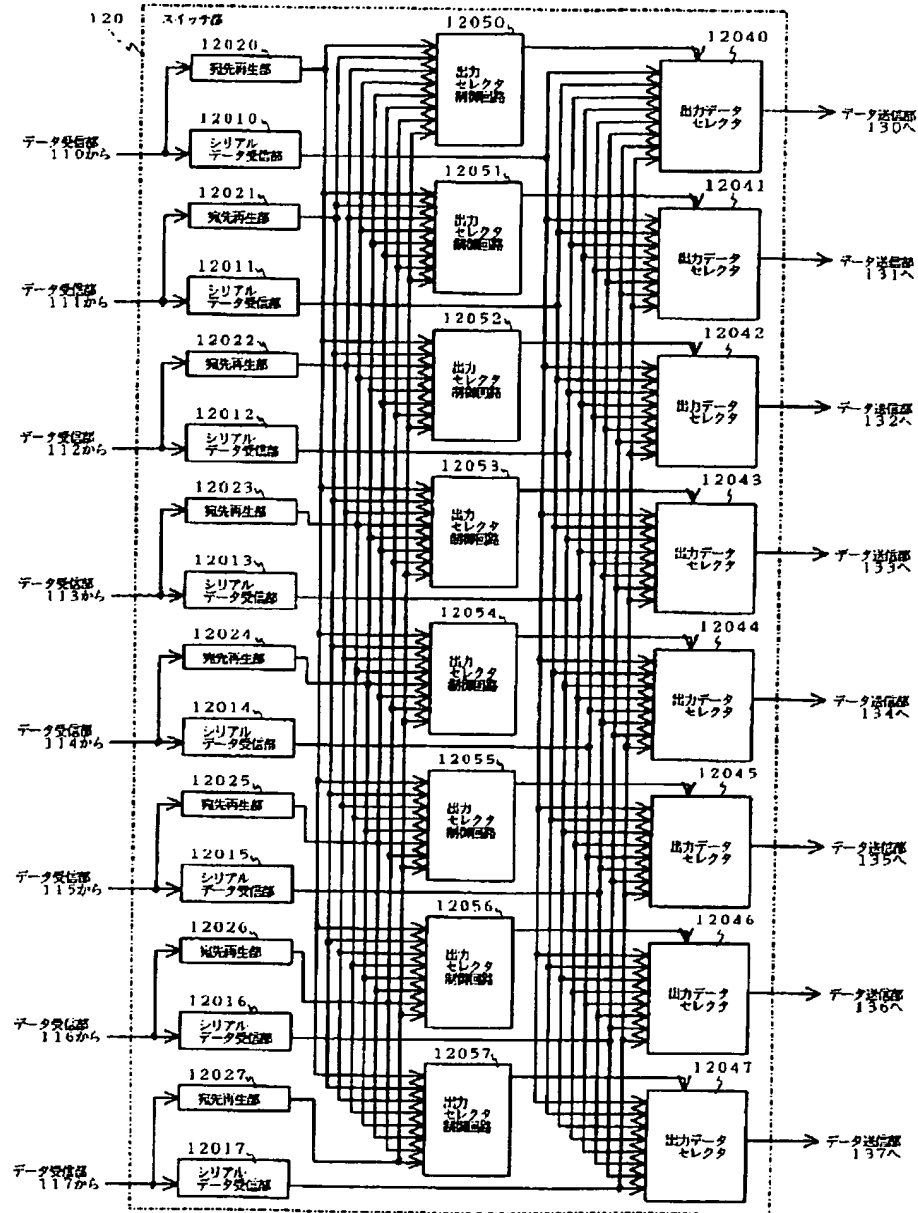 120
スイッチ部
12020
宛先再生部
12010
シリアル
データ受信部
データ受信部
110から
12050
出力
セレクタ
制御回路
12040
出力データ
セレクタ
データ送信部
130へ
12021
宛先再生部
12011
シリアル
データ受信部
データ受信部
111から
12051
出力
セレクタ
制御回路
12041
出力データ
セレクタ
データ送信部
131へ
12022
宛先再生部
12012
シリアル
データ受信部
データ受信部
112から
12052
出力
セレクタ
制御回路
12042
出力データ
セレクタ
データ送信部
132へ
12023
宛先再生部
12013
シリアル
データ受信部
データ受信部
113から
12053
出力
セレクタ
制御回路
12043
出力データ
セレクタ
データ送信部
133へ
12024
宛先再生部
12014
シリアル
データ受信部
データ受信部
114から
12054
出力
セレクタ
制御回路
12044
出力データ
セレクタ
データ送信部
134へ
12025
宛先再生部
12015
シリアル
データ受信部
データ受信部
115から
12055
出力
セレクタ
制御回路
12045
出力データ
セレクタ
データ送信部
135へ
12026
宛先再生部
12016
シリアル
データ受信部
データ受信部
116から
12056
出力
セレクタ
制御回路
12046
出力データ
セレクタ
データ送信部
136へ
12027
宛先再生部
12017
シリアル
データ受信部
データ受信部
117から
12057
出力
セレクタ
制御回路
12047
出力データ
セレクタ
データ送信部
137へ